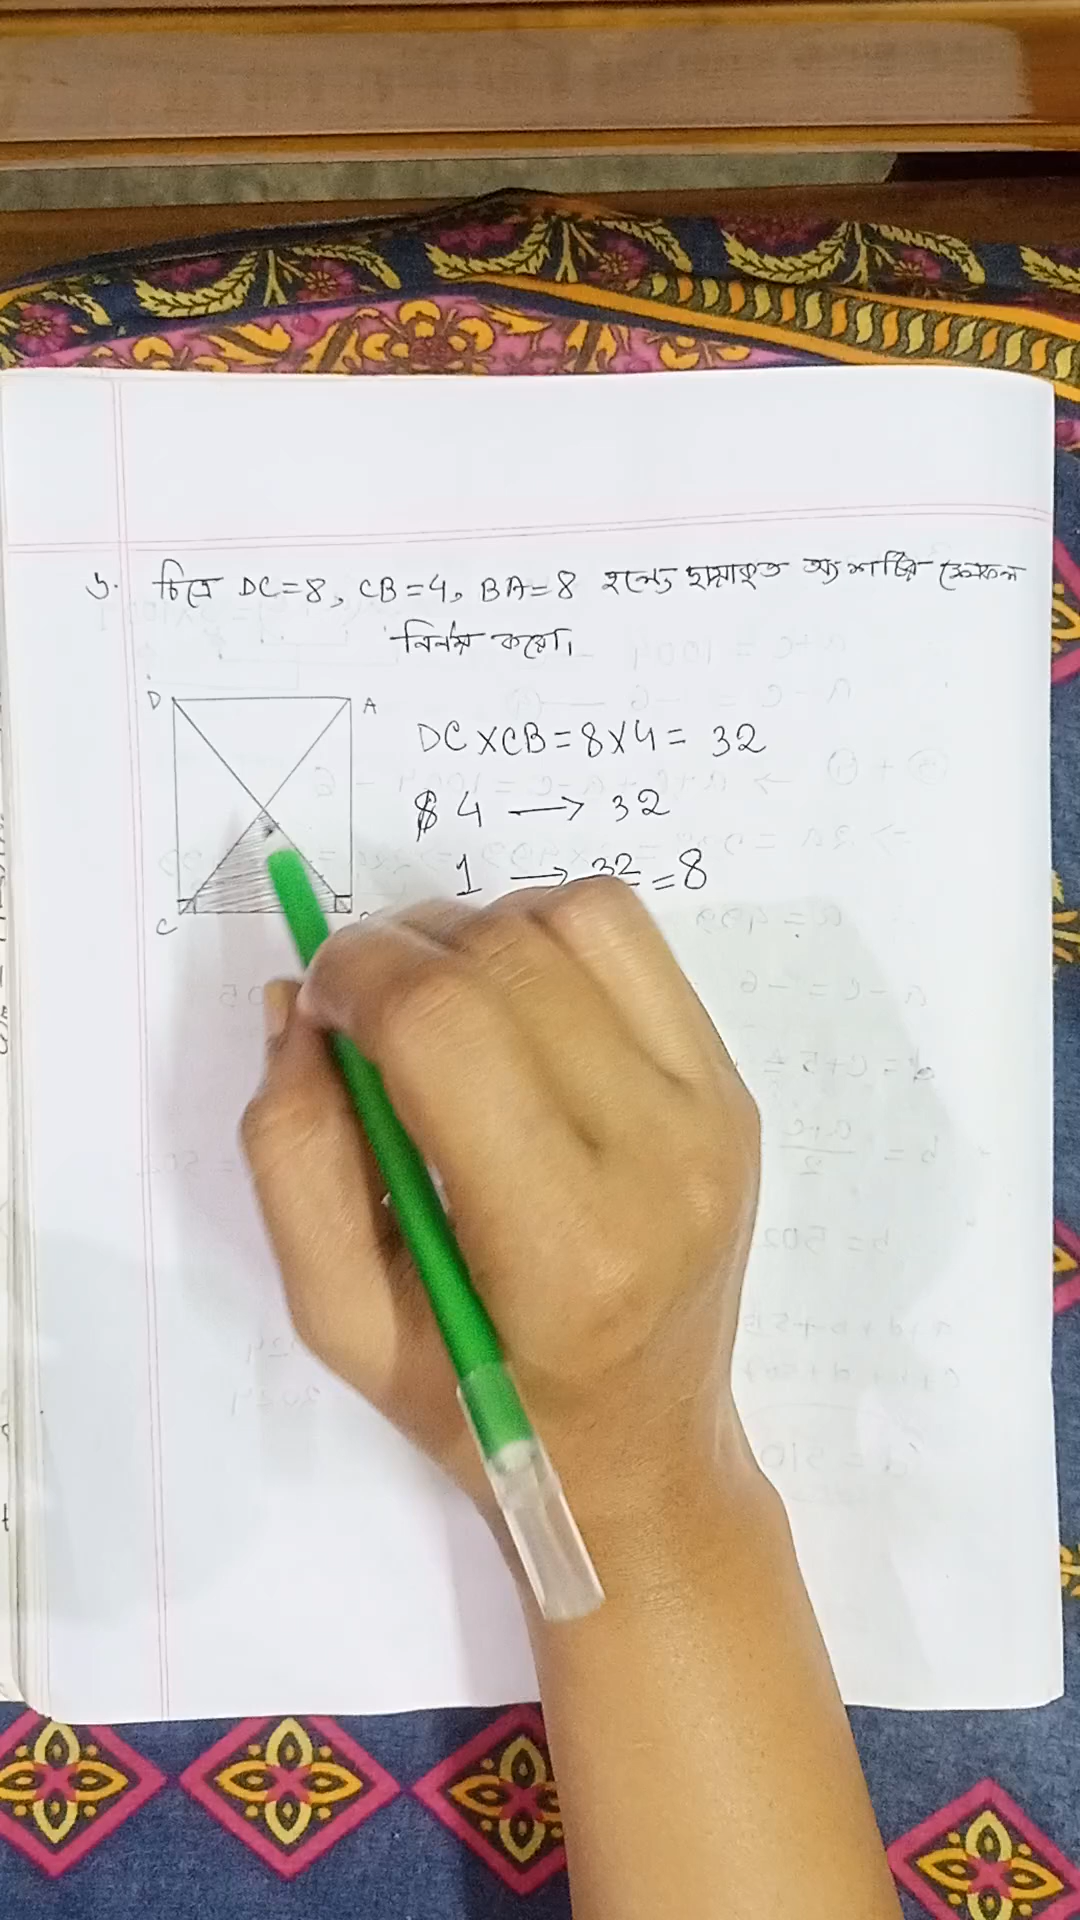 ১. চিত্রে DC=8, CB=4, BA=8 হলে, ছায়াকৃত অংশটির ক্ষেত্রফল
নির্ণয় করো।
D A
DC×CB=8×4= 32
4 → 32
1 → 32 =8
C